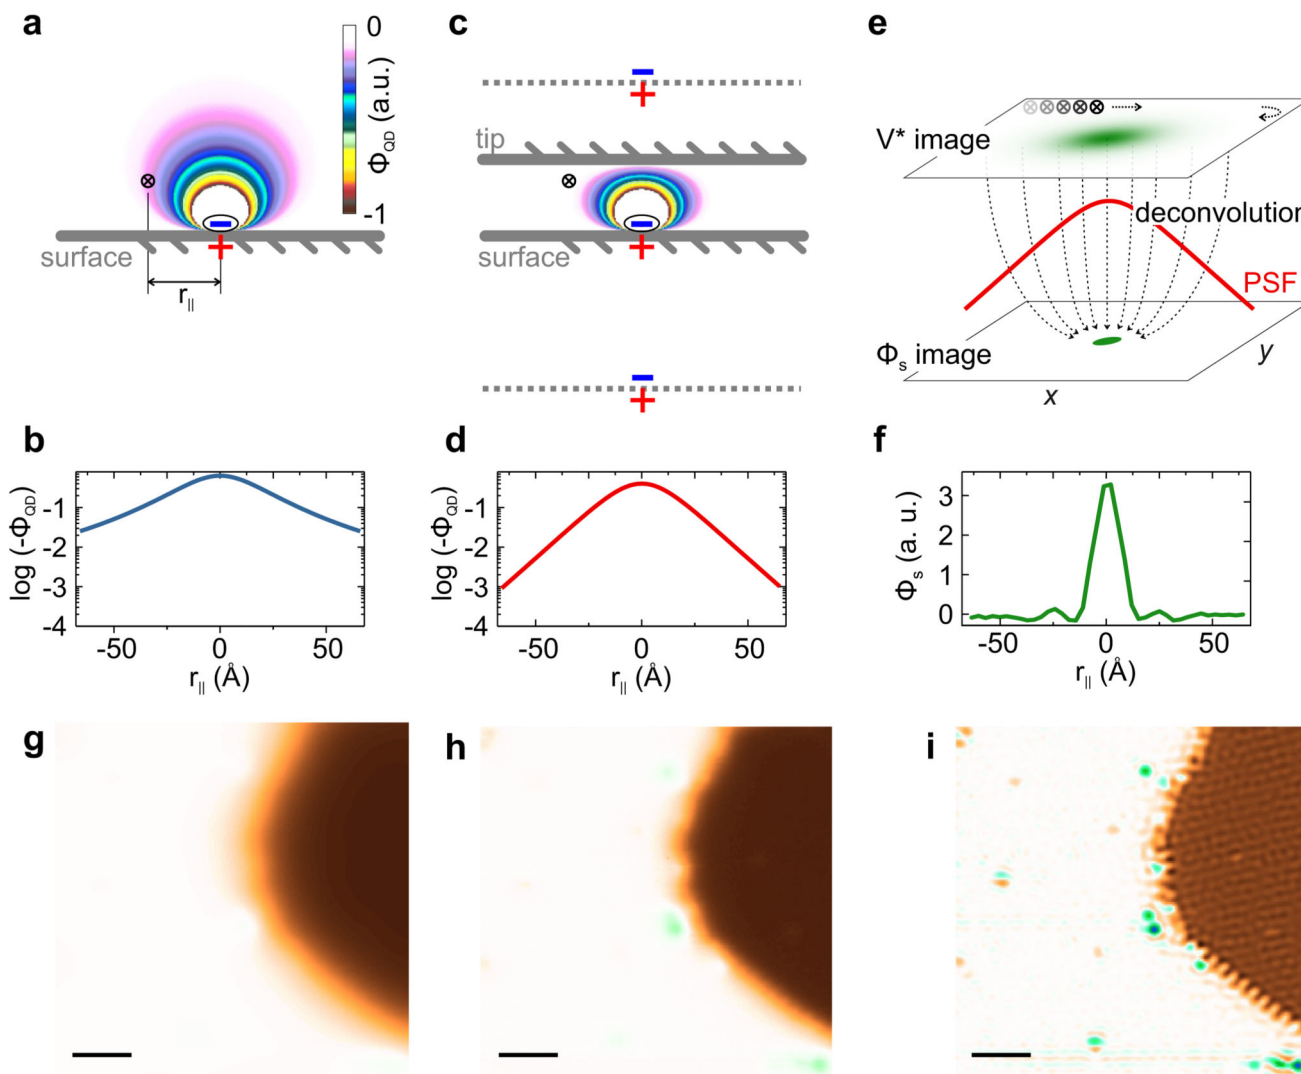 a
0
Φ_QD (a.u.)
-1
surface
r_||
c
tip
surface
e
V* image
deconvolution
PSF
Φ_s image
x
y
b
log (-Φ_QD)
-1
-2
-3
-4
-50 0 50
r_|| (Å)
d
log (-Φ_QD)
-1
-2
-3
-4
-50 0 50
r_|| (Å)
f
Φ_s (a. u.)
3
2
1
0
-50 0 50
r_|| (Å)
g
h
i